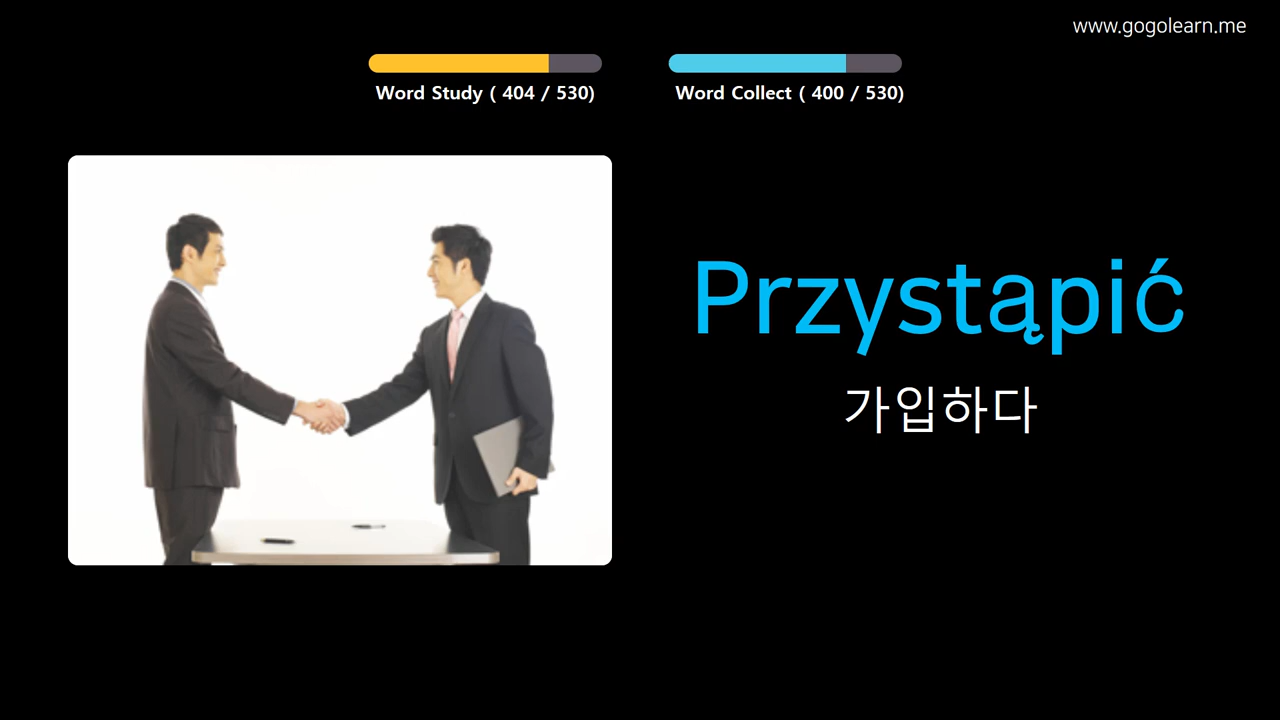 www.gogolearn.me
Word Study ( 404 / 530)
Word Collect ( 400 / 530)
Przystąpić
가입하다